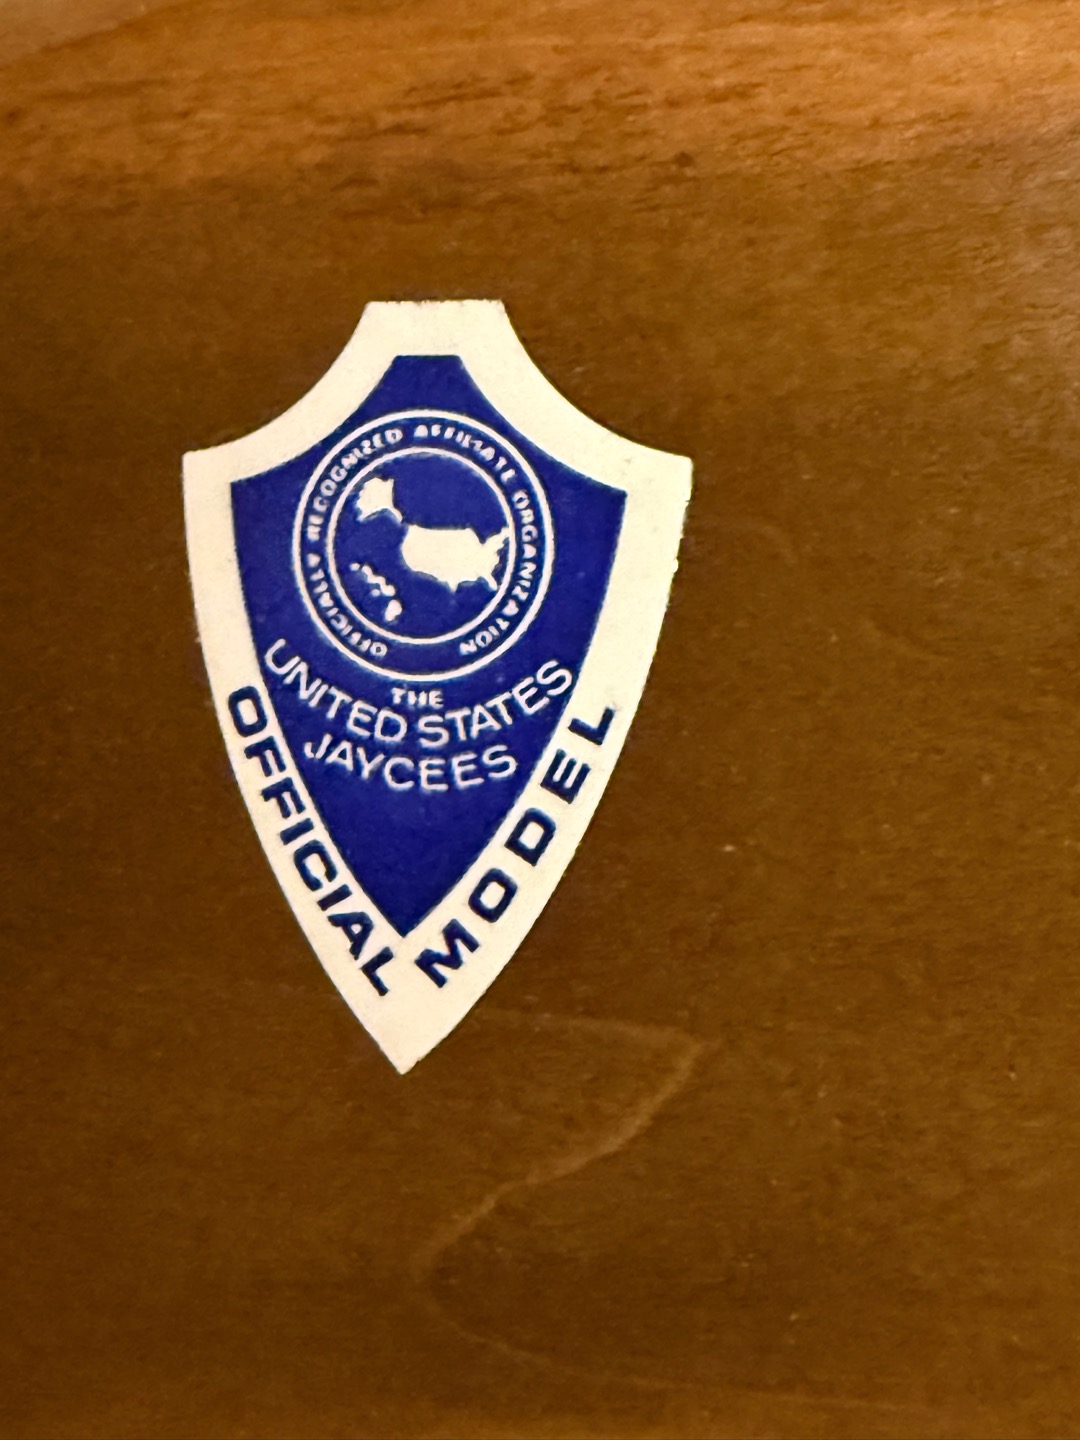 OFFICIALLY RECOGNIZED AFFILIATE ORGANIZATION
THE
UNITED STATES
JAYCEES
OFFICIAL MODEL